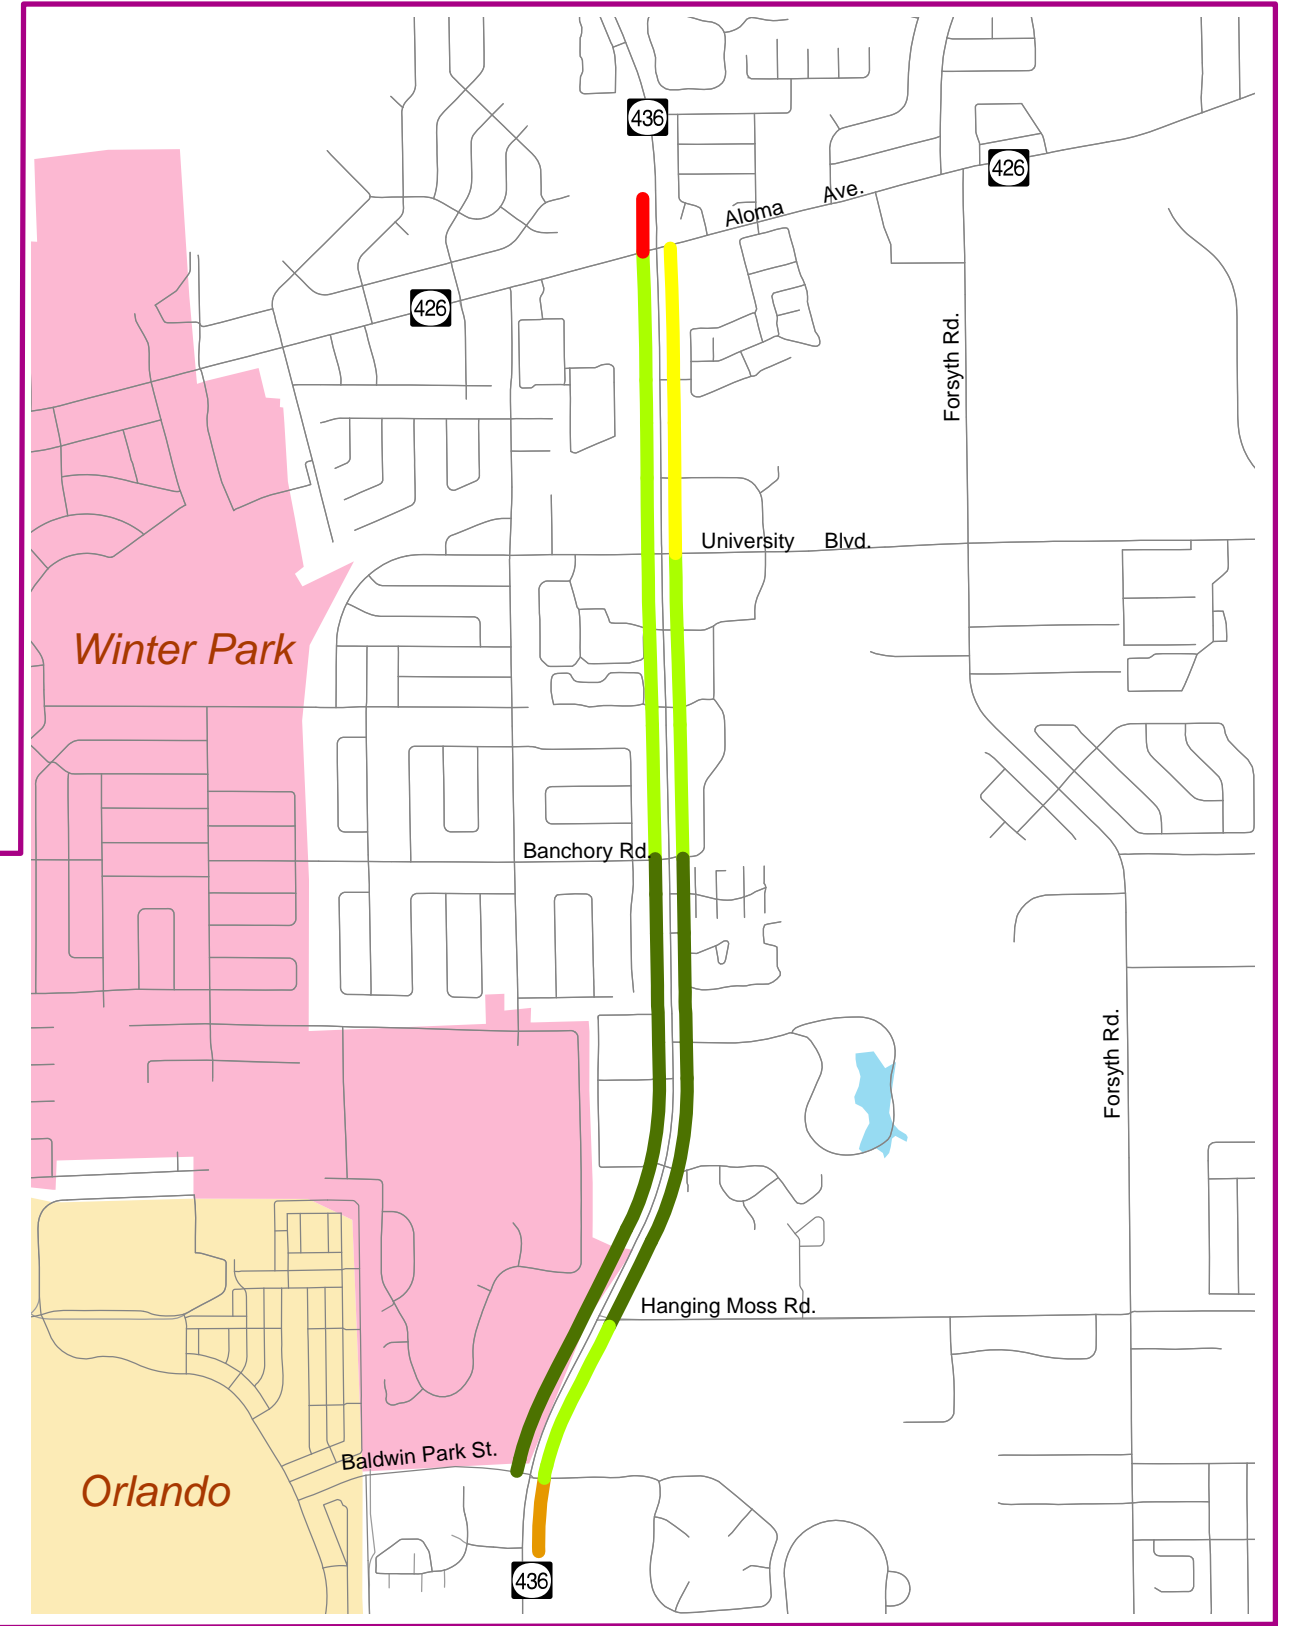 436
426
Aloma Ave.
426
Forsyth Rd.
University Blvd.
Winter Park
Banchory Rd.
Forsyth Rd.
Hanging Moss Rd.
Baldwin Park St.
Orlando
436